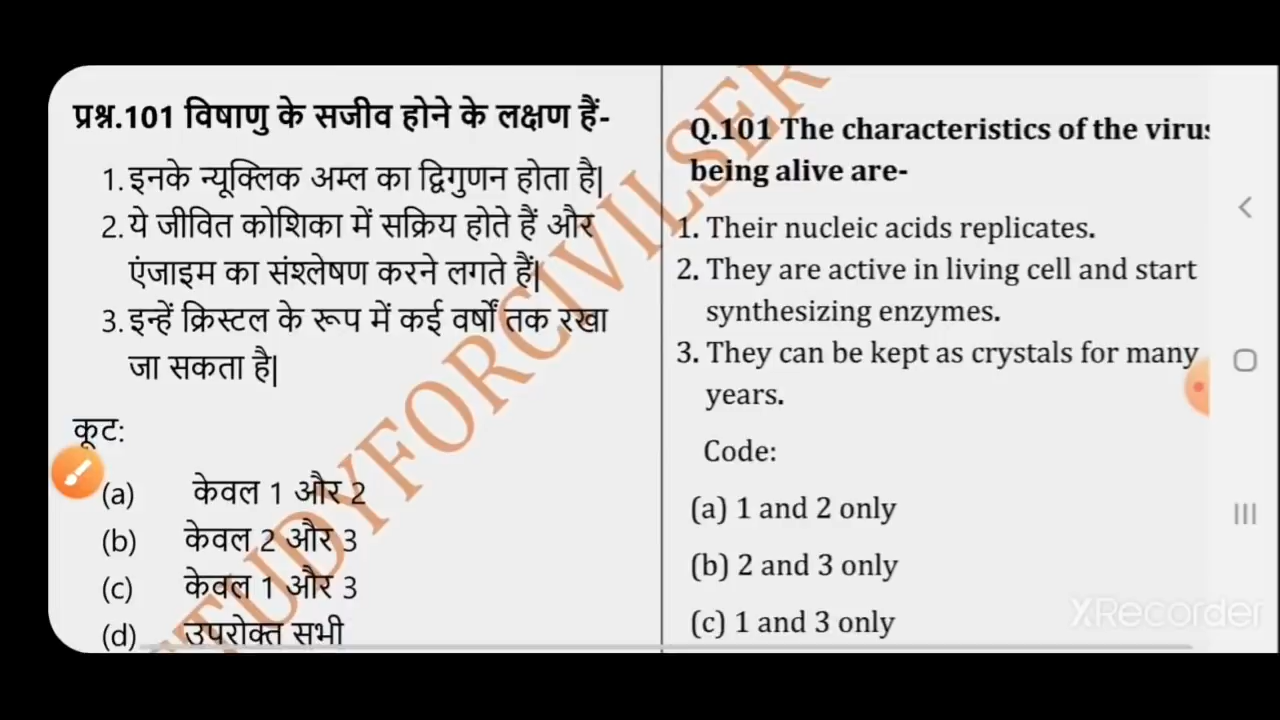 प्रश्न.101 विषाणु के सजीव होने के लक्षण हैं-
1. इनके न्यूक्लिक अम्ल का द्विगुणन होता है|
2. ये जीवित कोशिका में सक्रिय होते हैं और
एंजाइम का संश्लेषण करने लगते हैं|
3. इन्हें क्रिस्टल के रूप में कई वर्षों तक रखा
जा सकता है|
कूट:
(a) केवल 1 और 2
(b) केवल 2 और 3
(c) केवल 1 और 3
(d) उपरोक्त सभी
Q.101 The characteristics of the virus
being alive are-
1. Their nucleic acids replicates.
2. They are active in living cell and start
synthesizing enzymes.
3. They can be kept as crystals for many
years.
Code:
(a) 1 and 2 only
(b) 2 and 3 only
(c) 1 and 3 only
STUDYFORCIVILSER
XRecorder